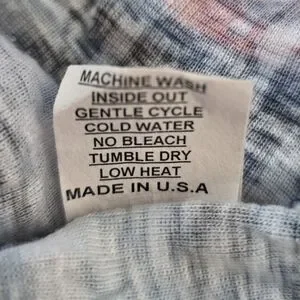 MACHINE WASH
INSIDE OUT
GENTLE CYCLE
COLD WATER
NO BLEACH
TUMBLE DRY
LOW HEAT
MADE IN U.S.A